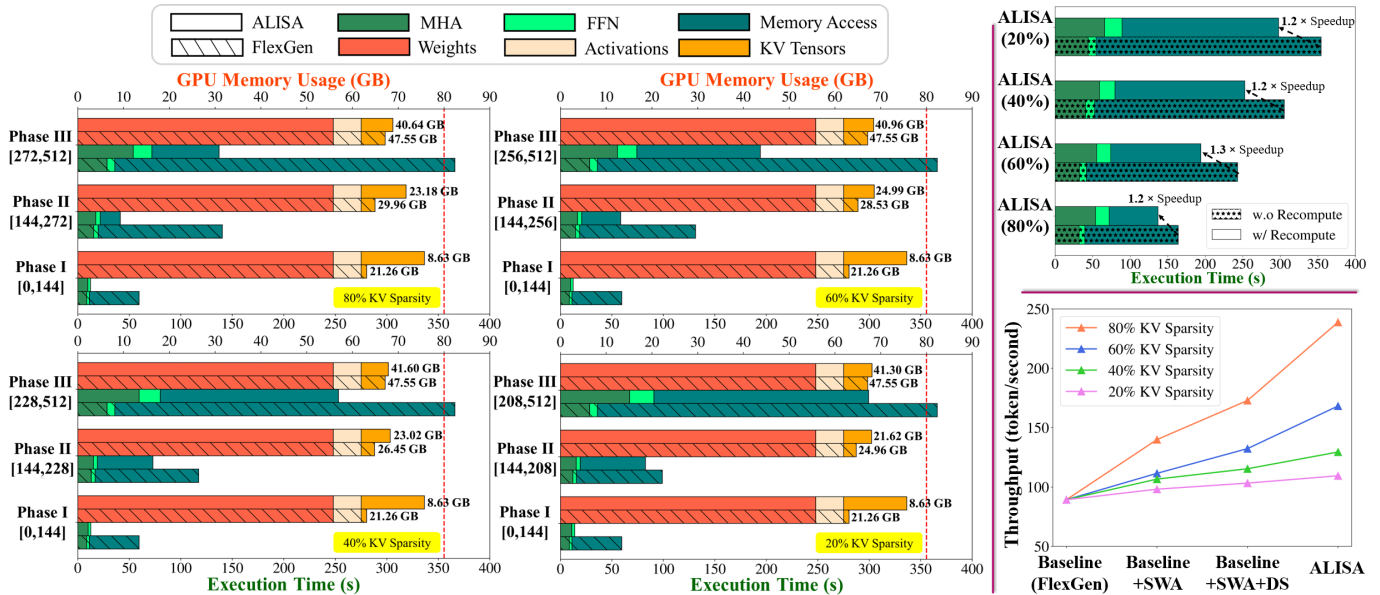 ALISA
MHA
FFN
Memory Access
FlexGen
Weights
Activations
KV Tensors
GPU Memory Usage (GB)
0 10 20 30 40 50 60 70 80 90
Phase III
[272,512]
40.64 GB
47.55 GB
Phase II
[144,272]
23.18 GB
29.96 GB
Phase I
[0,144]
8.63 GB
21.26 GB
80% KV Sparsity
0 50 100 150 200 250 300 350 400
GPU Memory Usage (GB)
0 10 20 30 40 50 60 70 80 90
Phase III
[256,512]
40.96 GB
47.55 GB
Phase II
[144,256]
24.99 GB
28.53 GB
Phase I
[0,144]
8.63 GB
21.26 GB
60% KV Sparsity
0 50 100 150 200 250 300 350 400
0 10 20 30 40 50 60 70 80 90
Phase III
[228,512]
41.60 GB
47.55 GB
Phase II
[144,228]
23.02 GB
26.45 GB
Phase I
[0,144]
8.63 GB
21.26 GB
40% KV Sparsity
0 50 100 150 200 250 300 350 400
Execution Time (s)
0 10 20 30 40 50 60 70 80 90
Phase III
[208,512]
41.30 GB
47.55 GB
Phase II
[144,208]
21.62 GB
24.96 GB
Phase I
[0,144]
8.63 GB
21.26 GB
20% KV Sparsity
0 50 100 150 200 250 300 350 400
Execution Time (s)
ALISA
(20%)
1.2 × Speedup
ALISA
(40%)
1.2 × Speedup
ALISA
(60%)
1.3 × Speedup
ALISA
(80%)
1.2 × Speedup
w.o Recompute
w/ Recompute
0 50 100 150 200 250 300 350 400
Execution Time (s)
Throughput (token/second)
250
200
150
100
50
80% KV Sparsity
60% KV Sparsity
40% KV Sparsity
20% KV Sparsity
Baseline
(FlexGen)
Baseline
+SWA
Baseline
+SWA+DS
ALISA